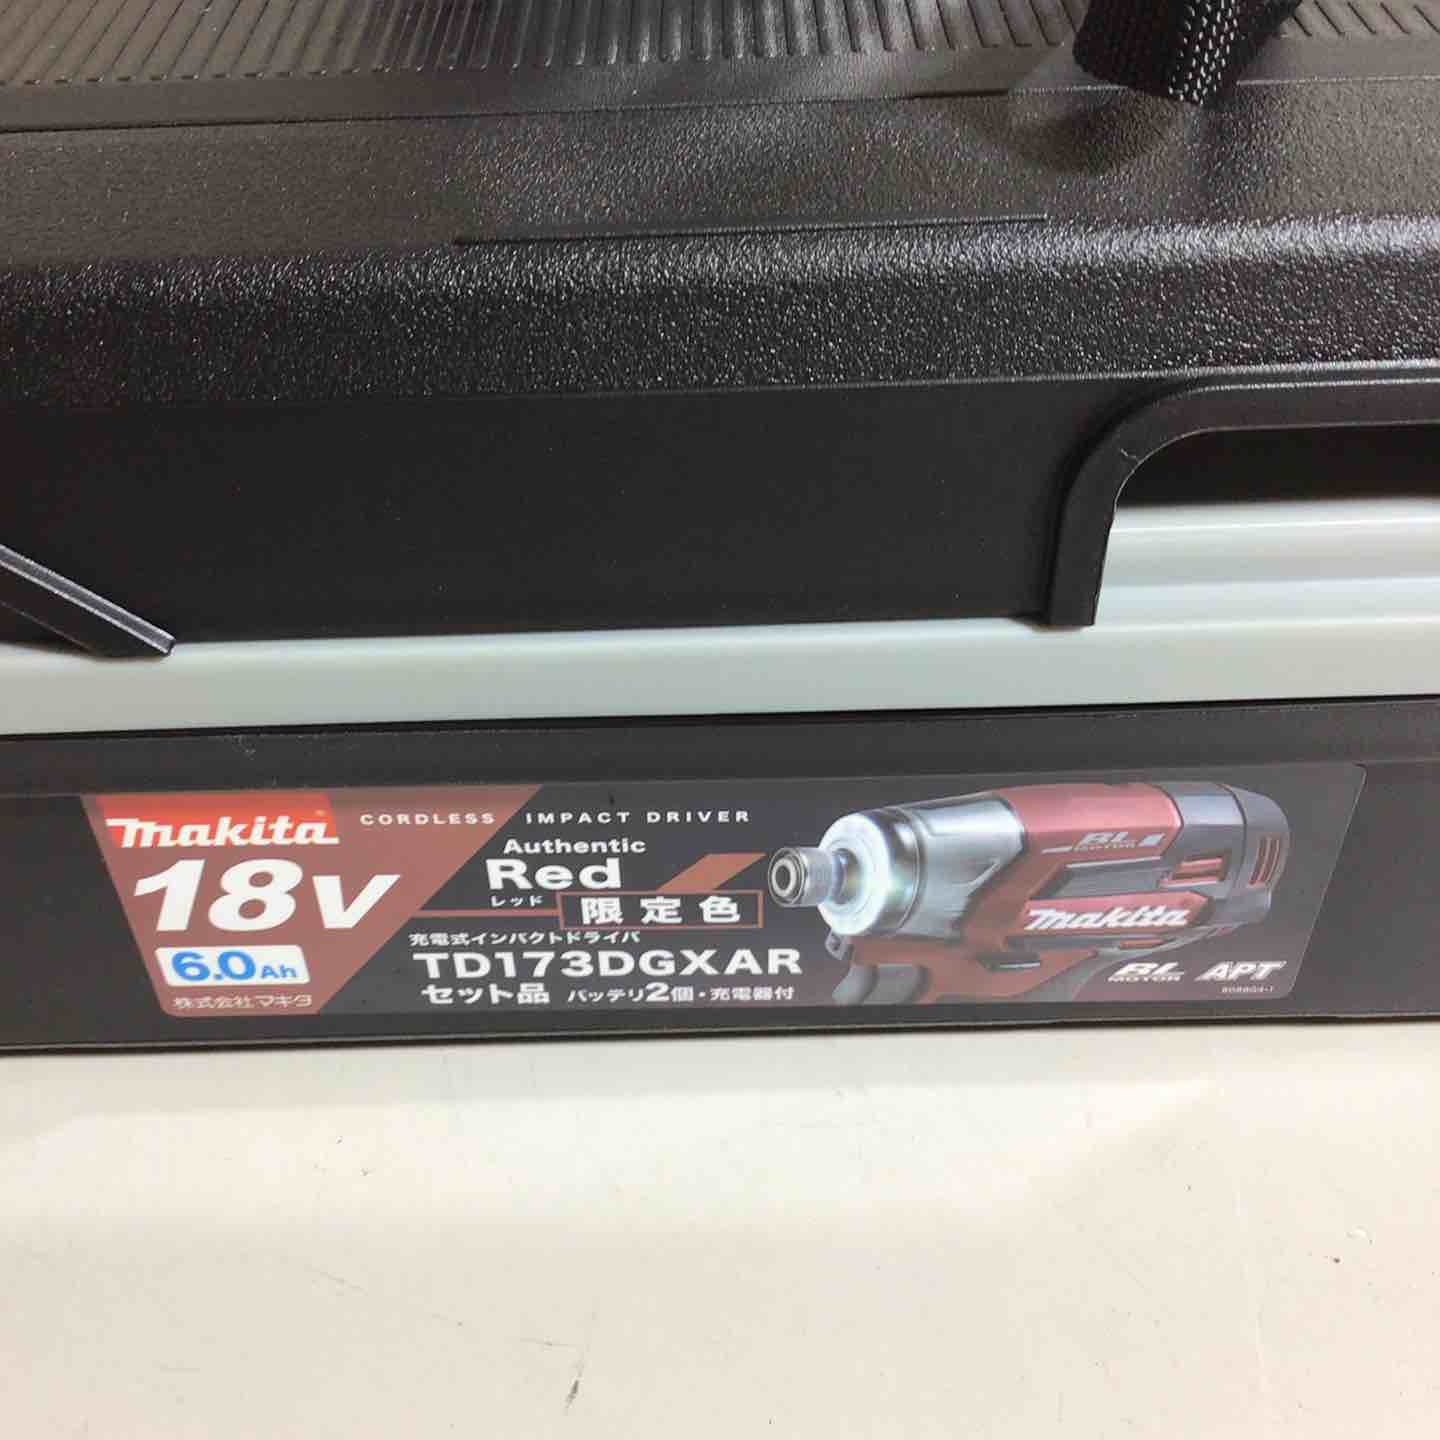 makita
CORDLESS IMPACT DRIVER
18V
6.0Ah
株式会社マキタ
Authentic
Red
レッド
限定色
充電式インパクトドライバ
TD173DGXAR
セット品 バッテリ2個・充電器付
BL
MOTOR
makita
BL
MOTOR
APT